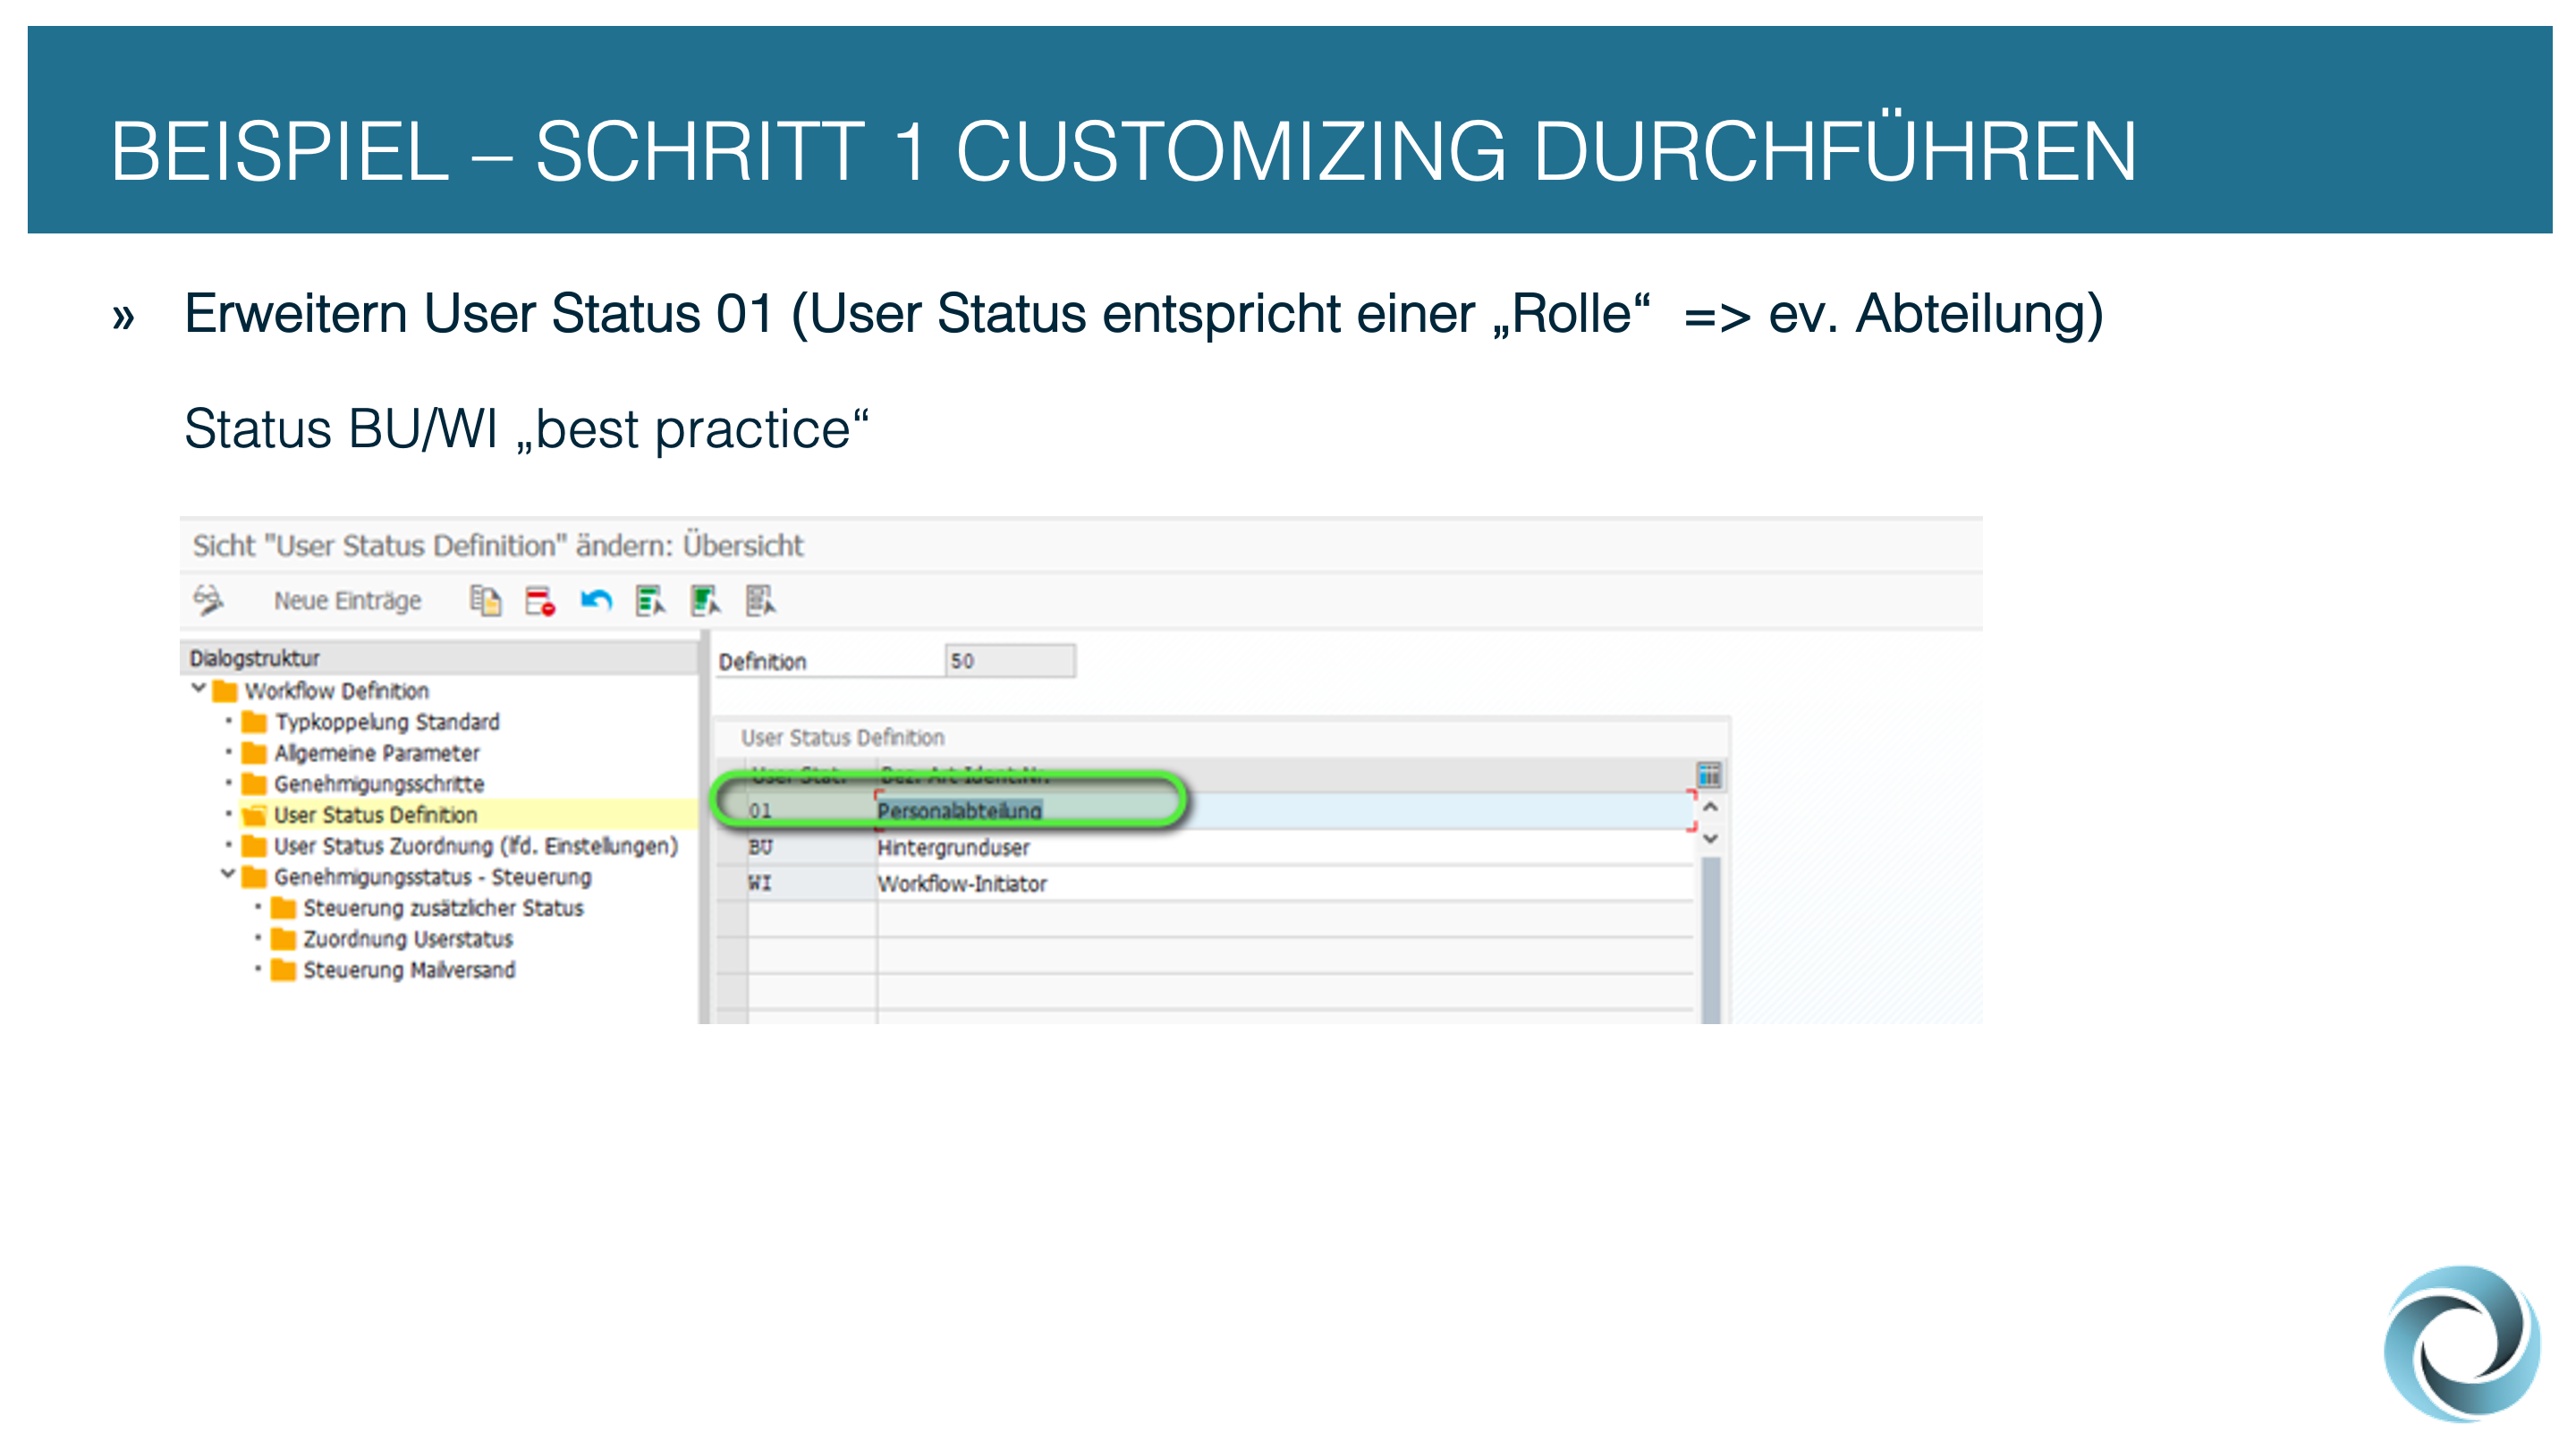 BEISPIEL – SCHRITT 1 CUSTOMIZING DURCHFÜHREN
» Erweitern User Status 01 (User Status entspricht einer „Rolle“ => ev. Abteilung)
Status BU/WI „best practice“
Sicht "User Status Definition" ändern: Übersicht
Neue Einträge
Dialogstruktur
Workflow Definition
Typkoppelung Standard
Allgemeine Parameter
Genehmigungsschritte
User Status Definition
User Status Zuordnung (lfd. Einstellungen)
Genehmigungsstatus - Steuerung
Steuerung zusätzlicher Status
Zuordnung Userstatus
Steuerung Mailversand
Definition 50
User Status Definition
User Stat. Bez. Art Ident.Nr.
01 Personalabteilung
BU Hintergrunduser
WI Workflow-Initiator